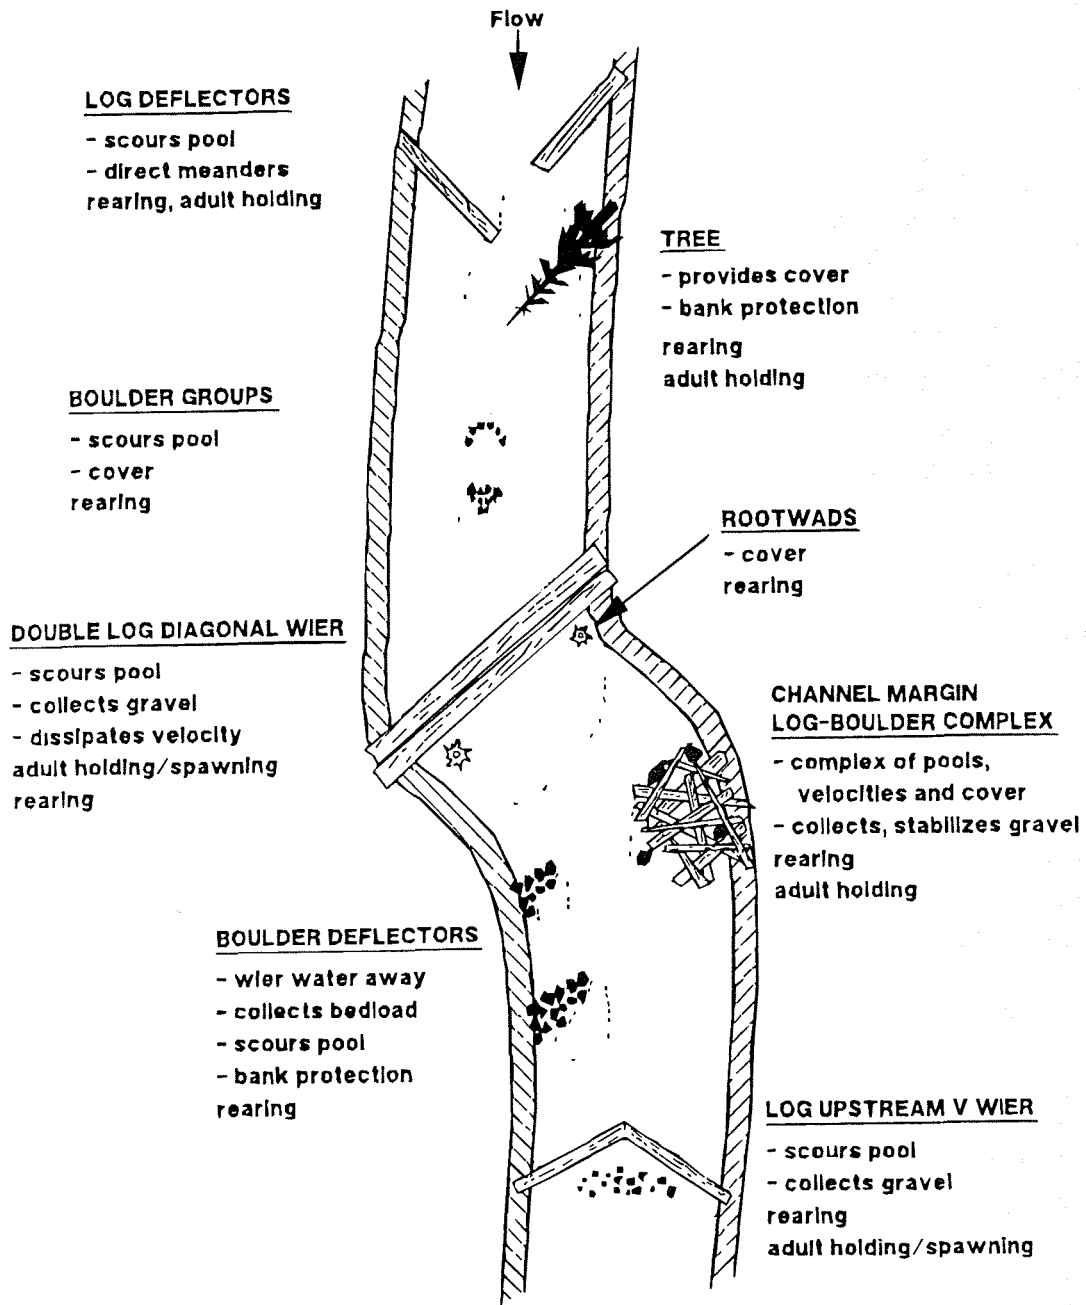 Flow
LOG DEFLECTORS
- scours pool
- direct meanders
rearing, adult holding
TREE
- provides cover
- bank protection
rearing
adult holding
BOULDER GROUPS
- scours pool
- cover
rearing
ROOTWADS
- cover
rearing
DOUBLE LOG DIAGONAL WIER
- scours pool
- collects gravel
- dissipates velocity
adult holding/spawning
rearing
CHANNEL MARGIN
LOG-BOULDER COMPLEX
- complex of pools,
velocities and cover
- collects, stabilizes gravel
rearing
adult holding
BOULDER DEFLECTORS
- wier water away
- collects bedload
- scours pool
- bank protection
rearing
LOG UPSTREAM V WIER
- scours pool
- collects gravel
rearing
adult holding/spawning